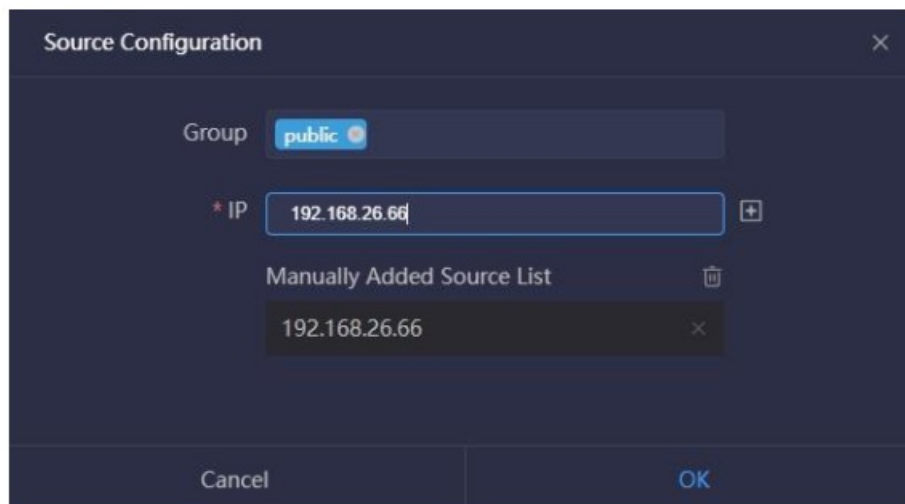 Source Configuration
Group public
* IP 192.168.26.66
Manually Added Source List
192.168.26.66
Cancel OK